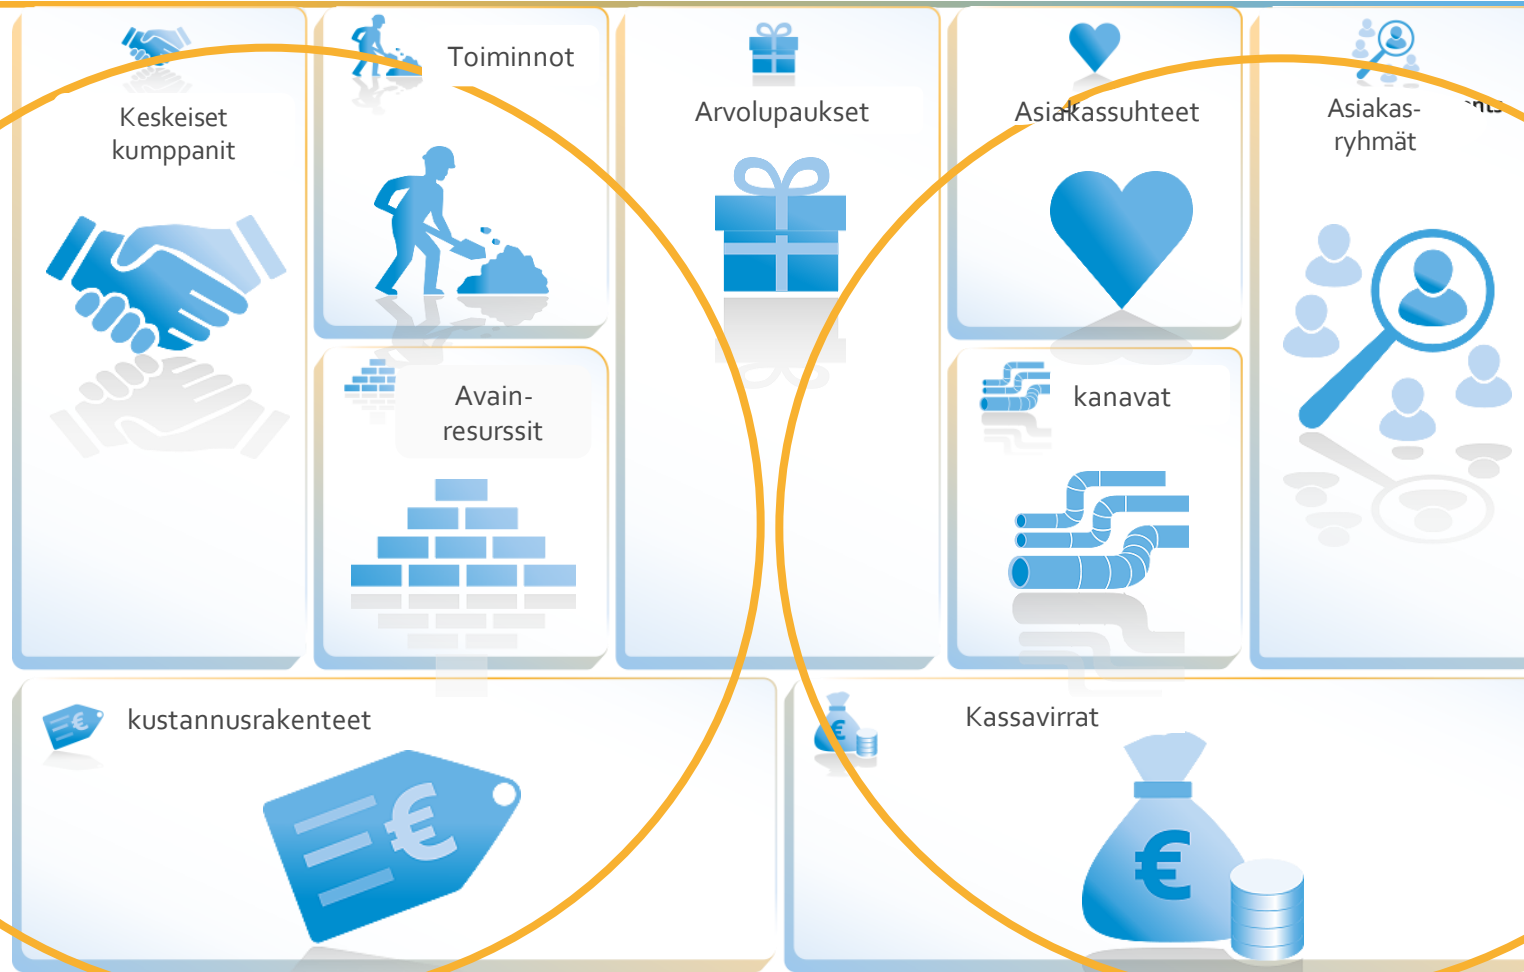 Toiminnot
Keskeiset
kumppanit
Arvolupaukset
Asiakassuhteet
Asiakas-
ryhmät
Avain-
resurssit
kanavat
kustannusrakenteet
€
Kassavirrat
€